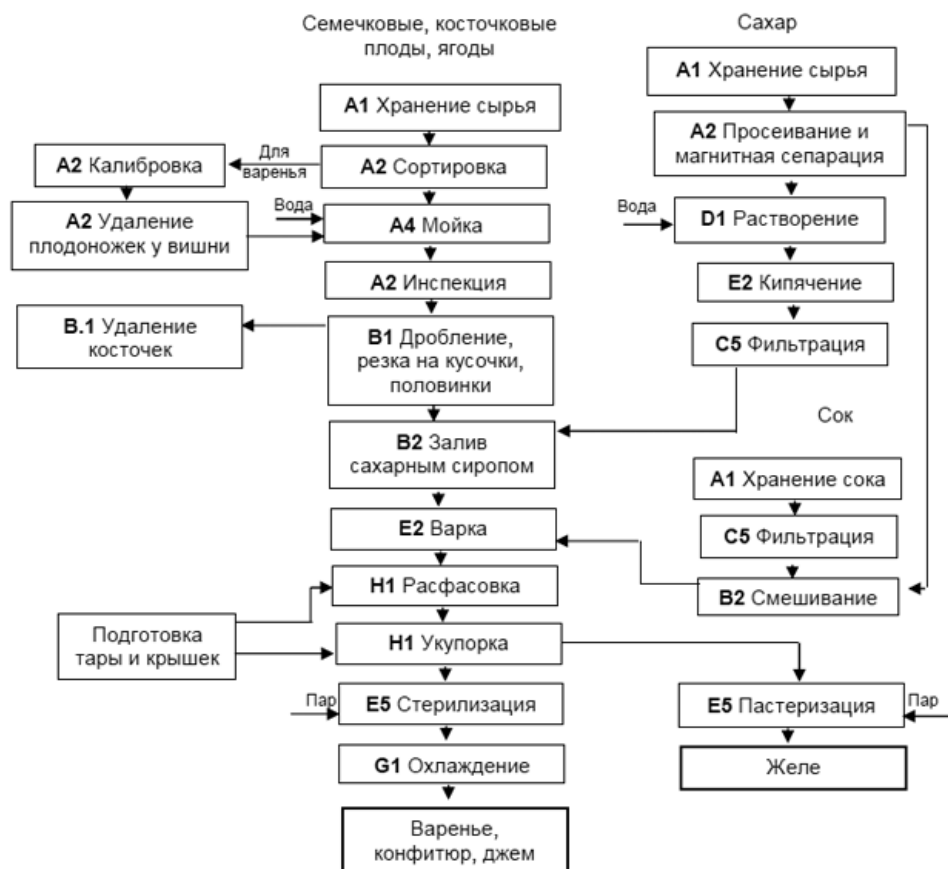 Семечковые, косточковые
плоды, ягоды
Сахар
A1 Хранение сырья
A1 Хранение сырья
A2 Калибровка
Для
варенья
A2 Сортировка
A2 Просеивание и
магнитная сепарация
A2 Удаление
плодоножек у вишни
Вода
A4 Мойка
Вода
D1 Растворение
A2 Инспекция
E2 Кипячение
B.1 Удаление
косточек
B1 Дробление,
резка на кусочки,
половинки
C5 Фильтрация
Сок
B2 Залив
сахарным сиропом
A1 Хранение сока
E2 Варка
C5 Фильтрация
H1 Расфасовка
B2 Смешивание
Подготовка
тары и крышек
H1 Укупорка
Пар
E5 Стерилизация
E5 Пастеризация
Пар
G1 Охлаждение
Желе
Варенье,
конфитюр, джем